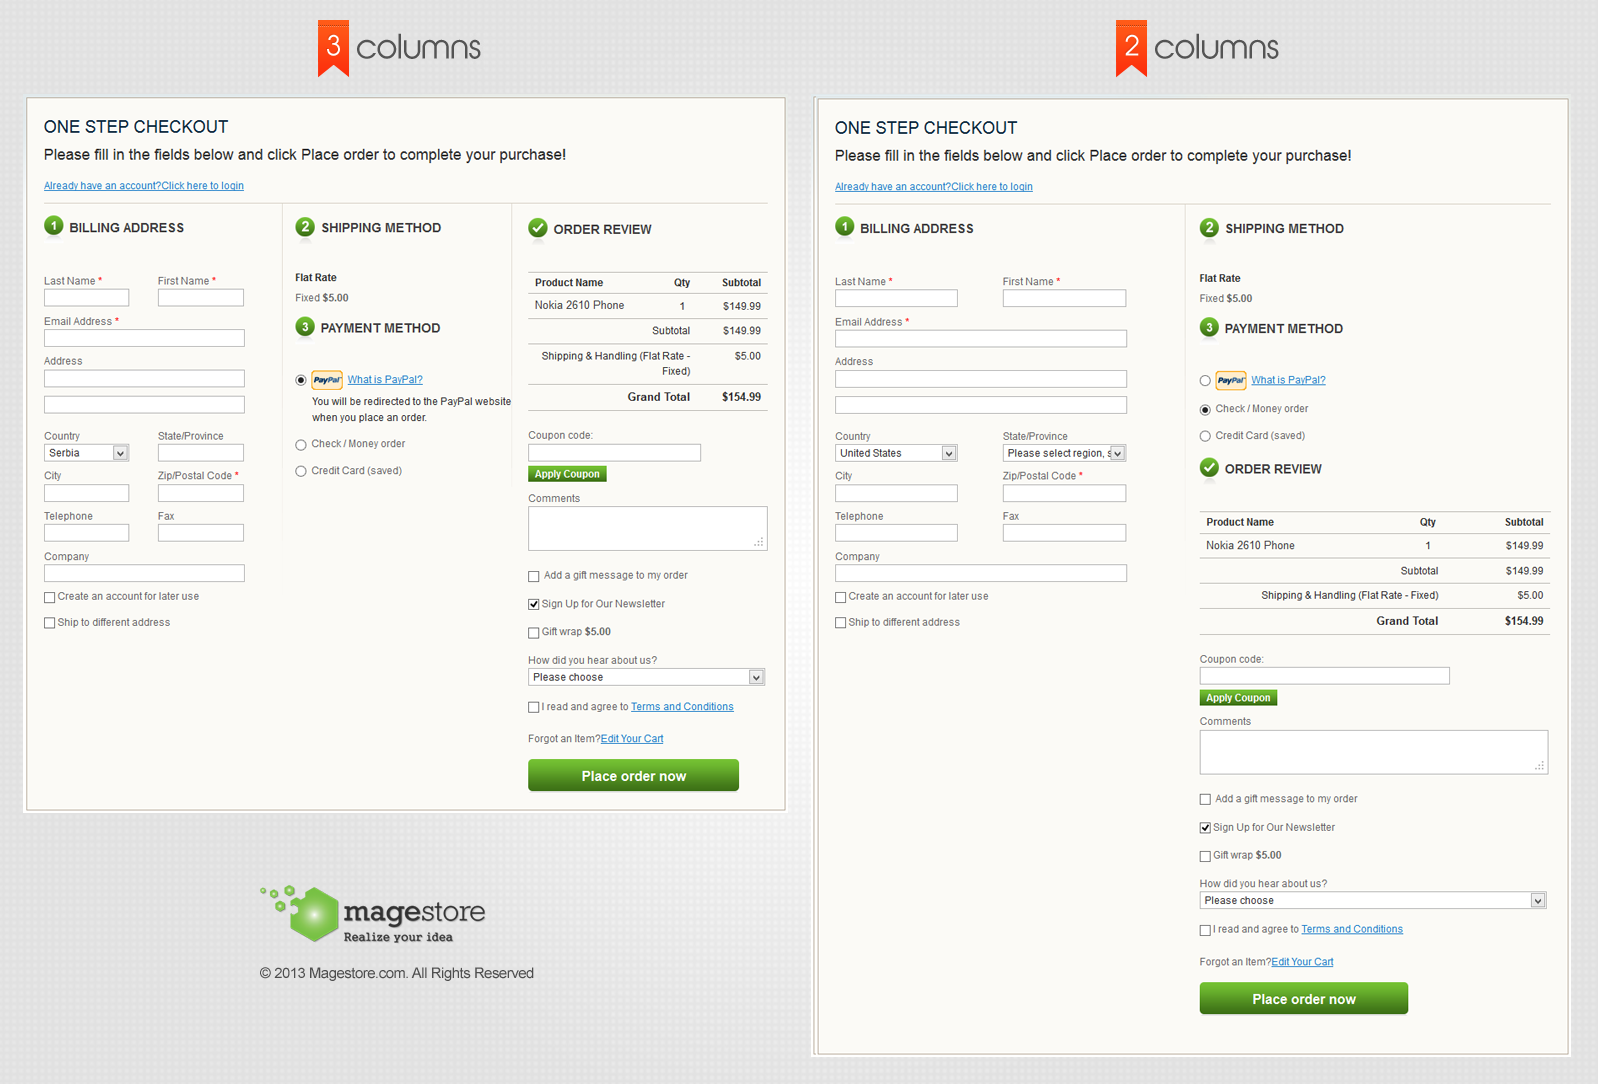 3 columns
ONE STEP CHECKOUT
Please fill in the fields below and click Place order to complete your purchase!
Already have an account?Click here to login
1 BILLING ADDRESS
Last Name * First Name *
Email Address *
Address
Country State/Province
Serbia
City Zip/Postal Code *
Telephone Fax
Company
Create an account for later use
Ship to different address
2 SHIPPING METHOD
Flat Rate
Fixed $5.00
3 PAYMENT METHOD
PayPal What is PayPal?
You will be redirected to the PayPal website
when you place an order.
Check / Money order
Credit Card (saved)
ORDER REVIEW
Product Name Qty Subtotal
Nokia 2610 Phone 1 $149.99
Subtotal $149.99
Shipping & Handling (Flat Rate - $5.00
Fixed)
Grand Total $154.99
Coupon code:
Apply Coupon
Comments
Add a gift message to my order
Sign Up for Our Newsletter
Gift wrap $5.00
How did you hear about us?
Please choose
I read and agree to Terms and Conditions
Forgot an Item?Edit Your Cart
Place order now
magestore
Realize your idea
© 2013 Magestore.com. All Rights Reserved
2 columns
ONE STEP CHECKOUT
Please fill in the fields below and click Place order to complete your purchase!
Already have an account?Click here to login
1 BILLING ADDRESS
Last Name * First Name *
Email Address *
Address
Country State/Province
United States Please select region, s
City Zip/Postal Code *
Telephone Fax
Company
Create an account for later use
Ship to different address
2 SHIPPING METHOD
Flat Rate
Fixed $5.00
3 PAYMENT METHOD
PayPal What is PayPal?
Check / Money order
Credit Card (saved)
ORDER REVIEW
Product Name Qty Subtotal
Nokia 2610 Phone 1 $149.99
Subtotal $149.99
Shipping & Handling (Flat Rate - Fixed) $5.00
Grand Total $154.99
Coupon code:
Apply Coupon
Comments
Add a gift message to my order
Sign Up for Our Newsletter
Gift wrap $5.00
How did you hear about us?
Please choose
I read and agree to Terms and Conditions
Forgot an Item?Edit Your Cart
Place order now